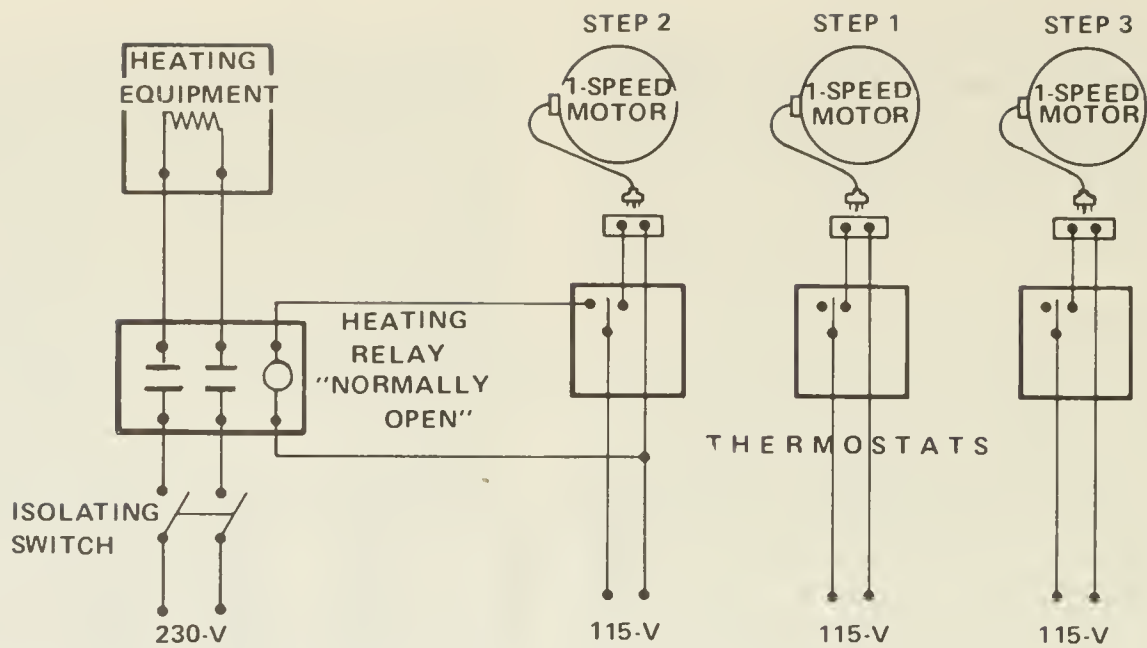 STEP 2
STEP 1
STEP 3
HEATING
EQUIPMENT
1-SPEED
MOTOR
1-SPEED
MOTOR
1-SPEED
MOTOR
HEATING
RELAY
"NORMALLY
OPEN"
THERMOSTATS
ISOLATING
SWITCH
230-V
115-V
115-V
115-V